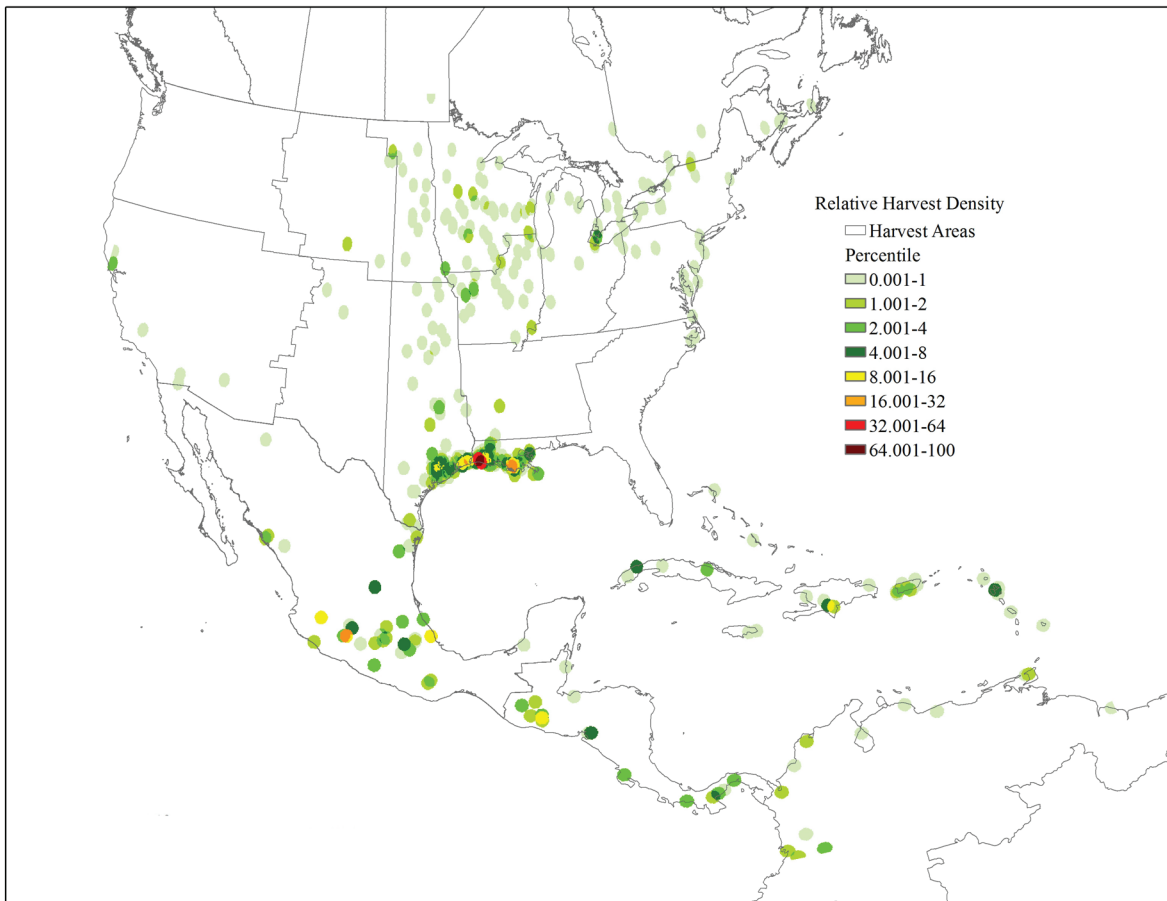 Relative Harvest Density
Harvest Areas
Percentile
0.001-1
1.001-2
2.001-4
4.001-8
8.001-16
16.001-32
32.001-64
64.001-100